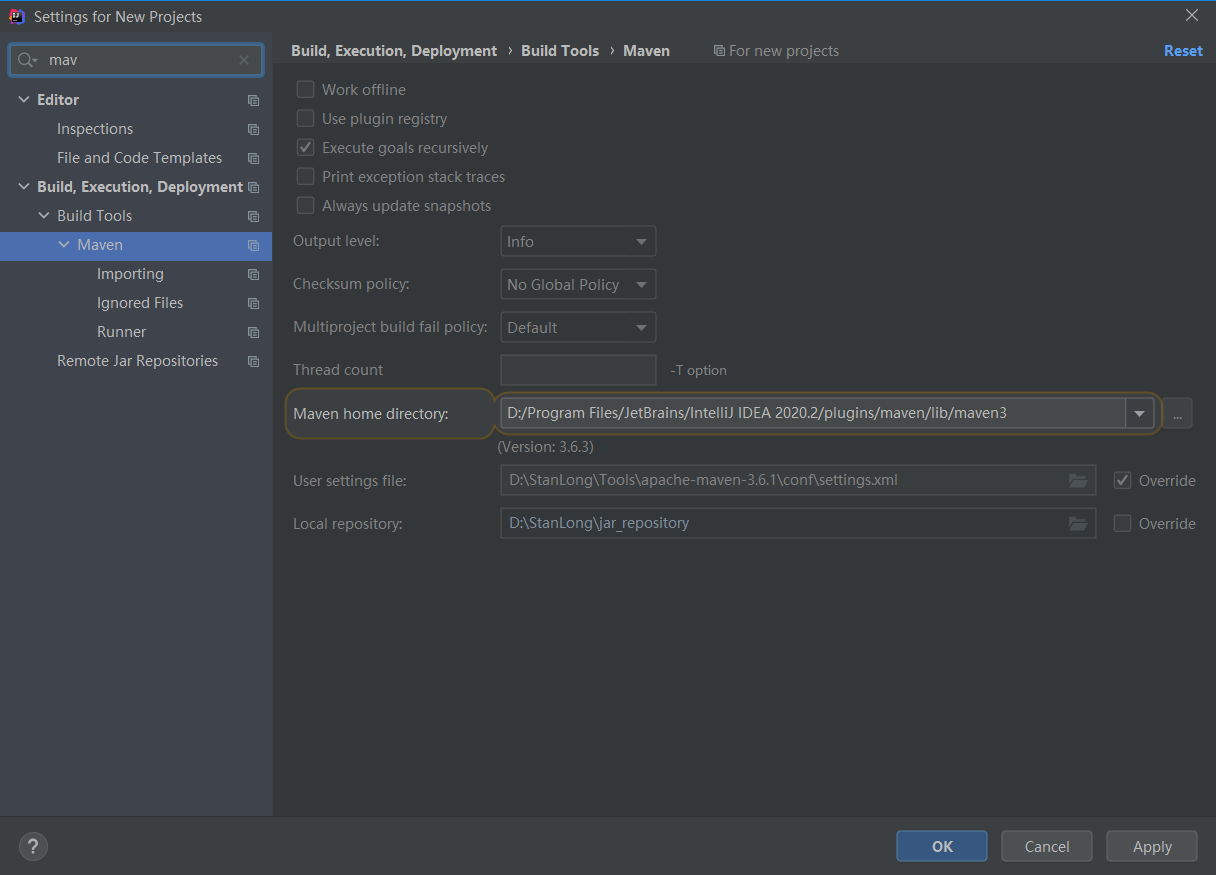 Settings for New Projects
mav
Editor
Inspections
File and Code Templates
Build, Execution, Deployment
Build Tools
Maven
Importing
Ignored Files
Runner
Remote Jar Repositories
Build, Execution, Deployment › Build Tools › Maven For new projects Reset
Work offline
Use plugin registry
Execute goals recursively
Print exception stack traces
Always update snapshots
Output level: Info
Checksum policy: No Global Policy
Multiproject build fail policy: Default
Thread count -T option
Maven home directory: D:/Program Files/JetBrains/IntelliJ IDEA 2020.2/plugins/maven/lib/maven3 ...
(Version: 3.6.3)
User settings file: D:\StanLong\Tools\apache-maven-3.6.1\conf\settings.xml Override
Local repository: D:\StanLong\jar_repository Override
? OK Cancel Apply